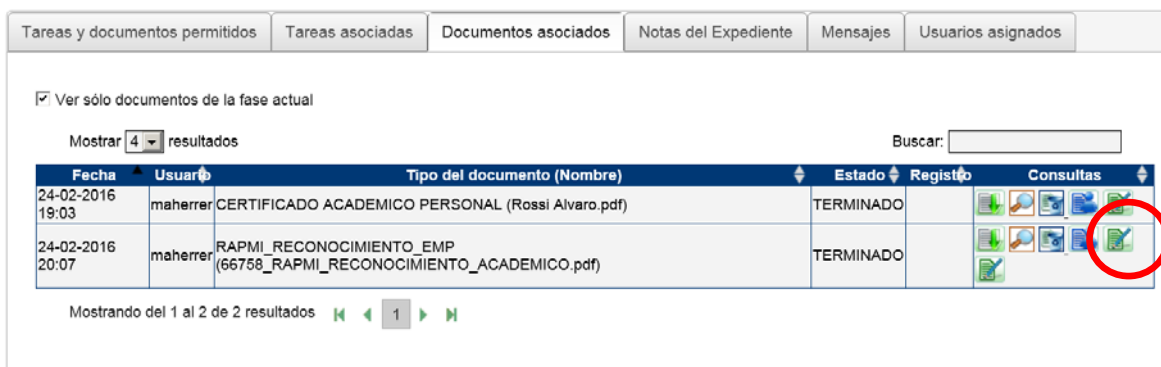 Tareas y documentos permitidos Tareas asociadas Documentos asociados Notas del Expediente Mensajes Usuarios asignados
Ver sólo documentos de la fase actual
Mostrar 4 resultados Buscar:
Fecha Usuario Tipo del documento (Nombre) Estado Registro Consultas
24-02-2016
19:03
maherrer CERTIFICADO ACADEMICO PERSONAL (Rossi Alvaro.pdf) TERMINADO
24-02-2016
20:07
maherrer
RAPMI_RECONOCIMIENTO_EMP
(66758_RAPMI_RECONOCIMIENTO_ACADEMICO.pdf)
TERMINADO
Mostrando del 1 al 2 de 2 resultados 1